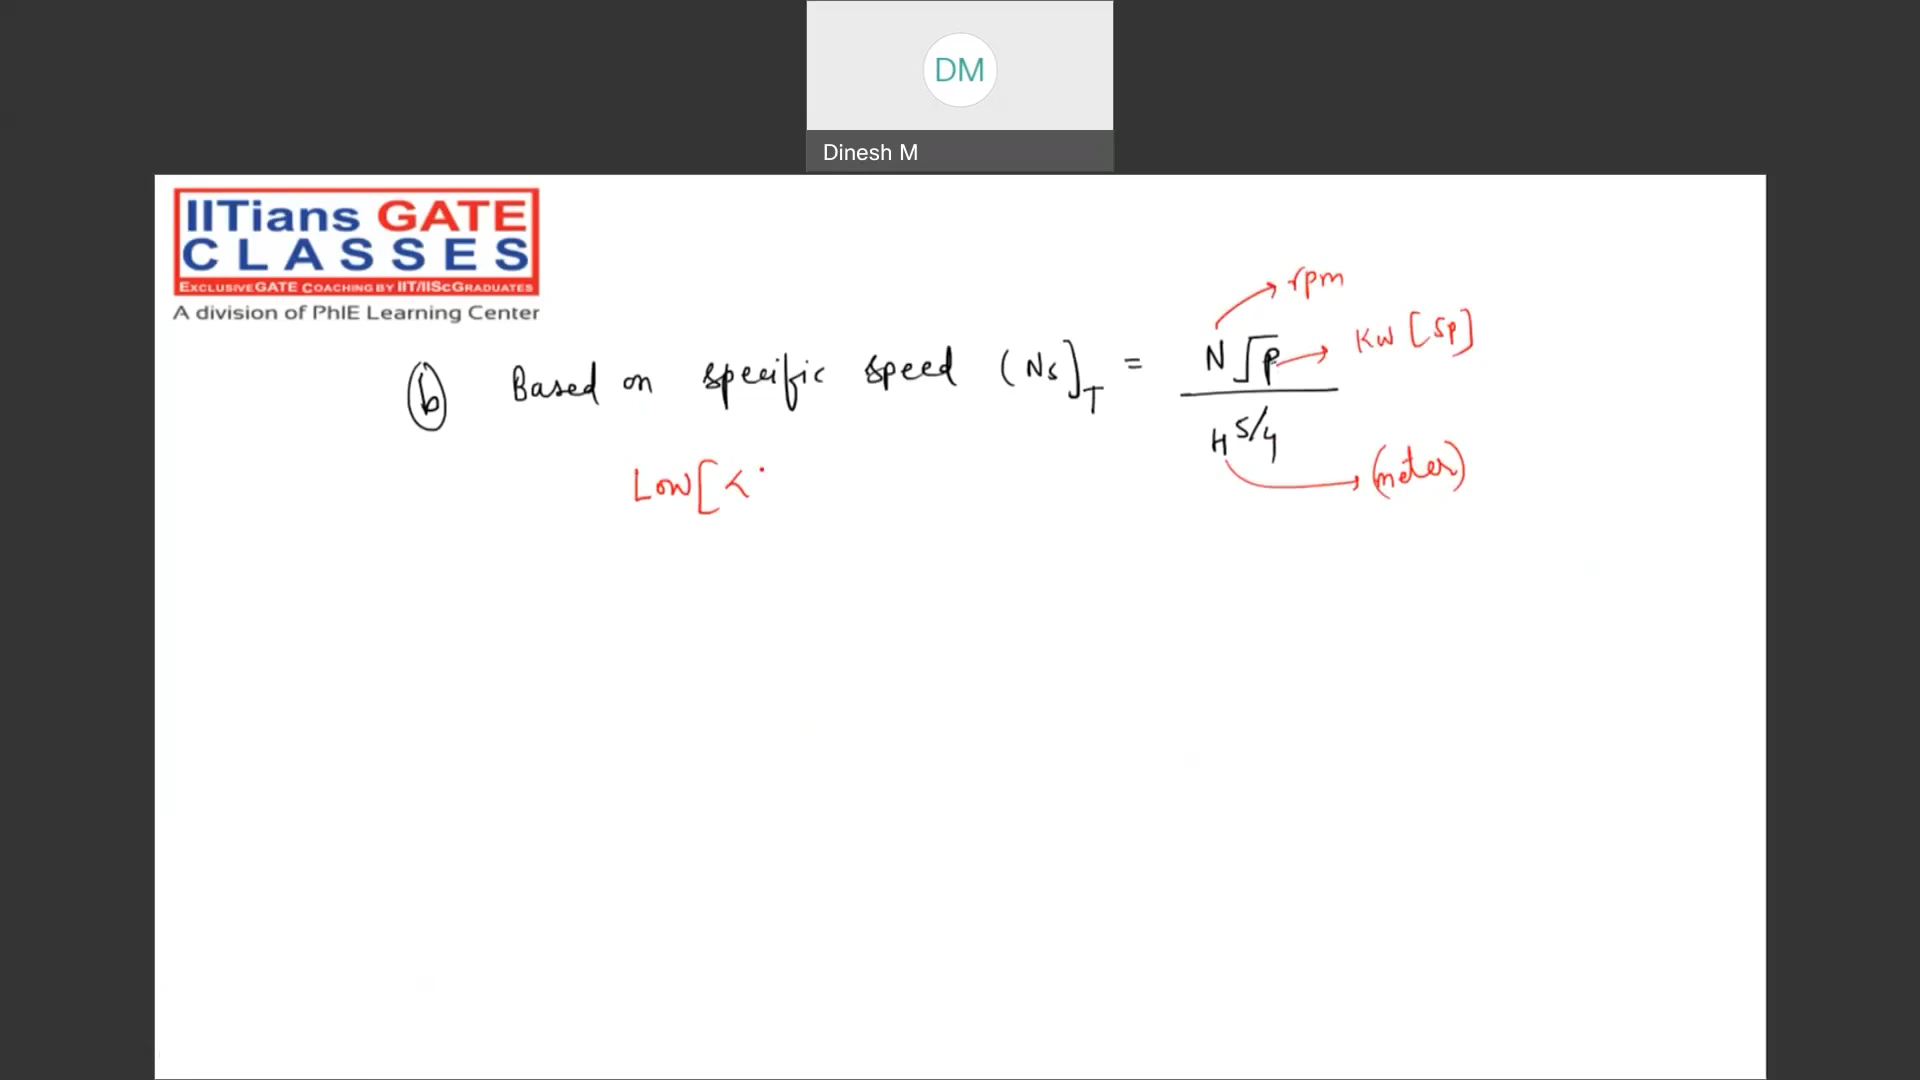 DM
Dinesh M
IITians GATE
CLASSES
EXCLUSIVE GATE COACHING BY IIT/IISc GRADUATES
A division of PhIE Learning Center
rpm
(b) Based on specific speed (Ns]T = N√P / H^5/4
KW [SP]
(meter)
Low [ <